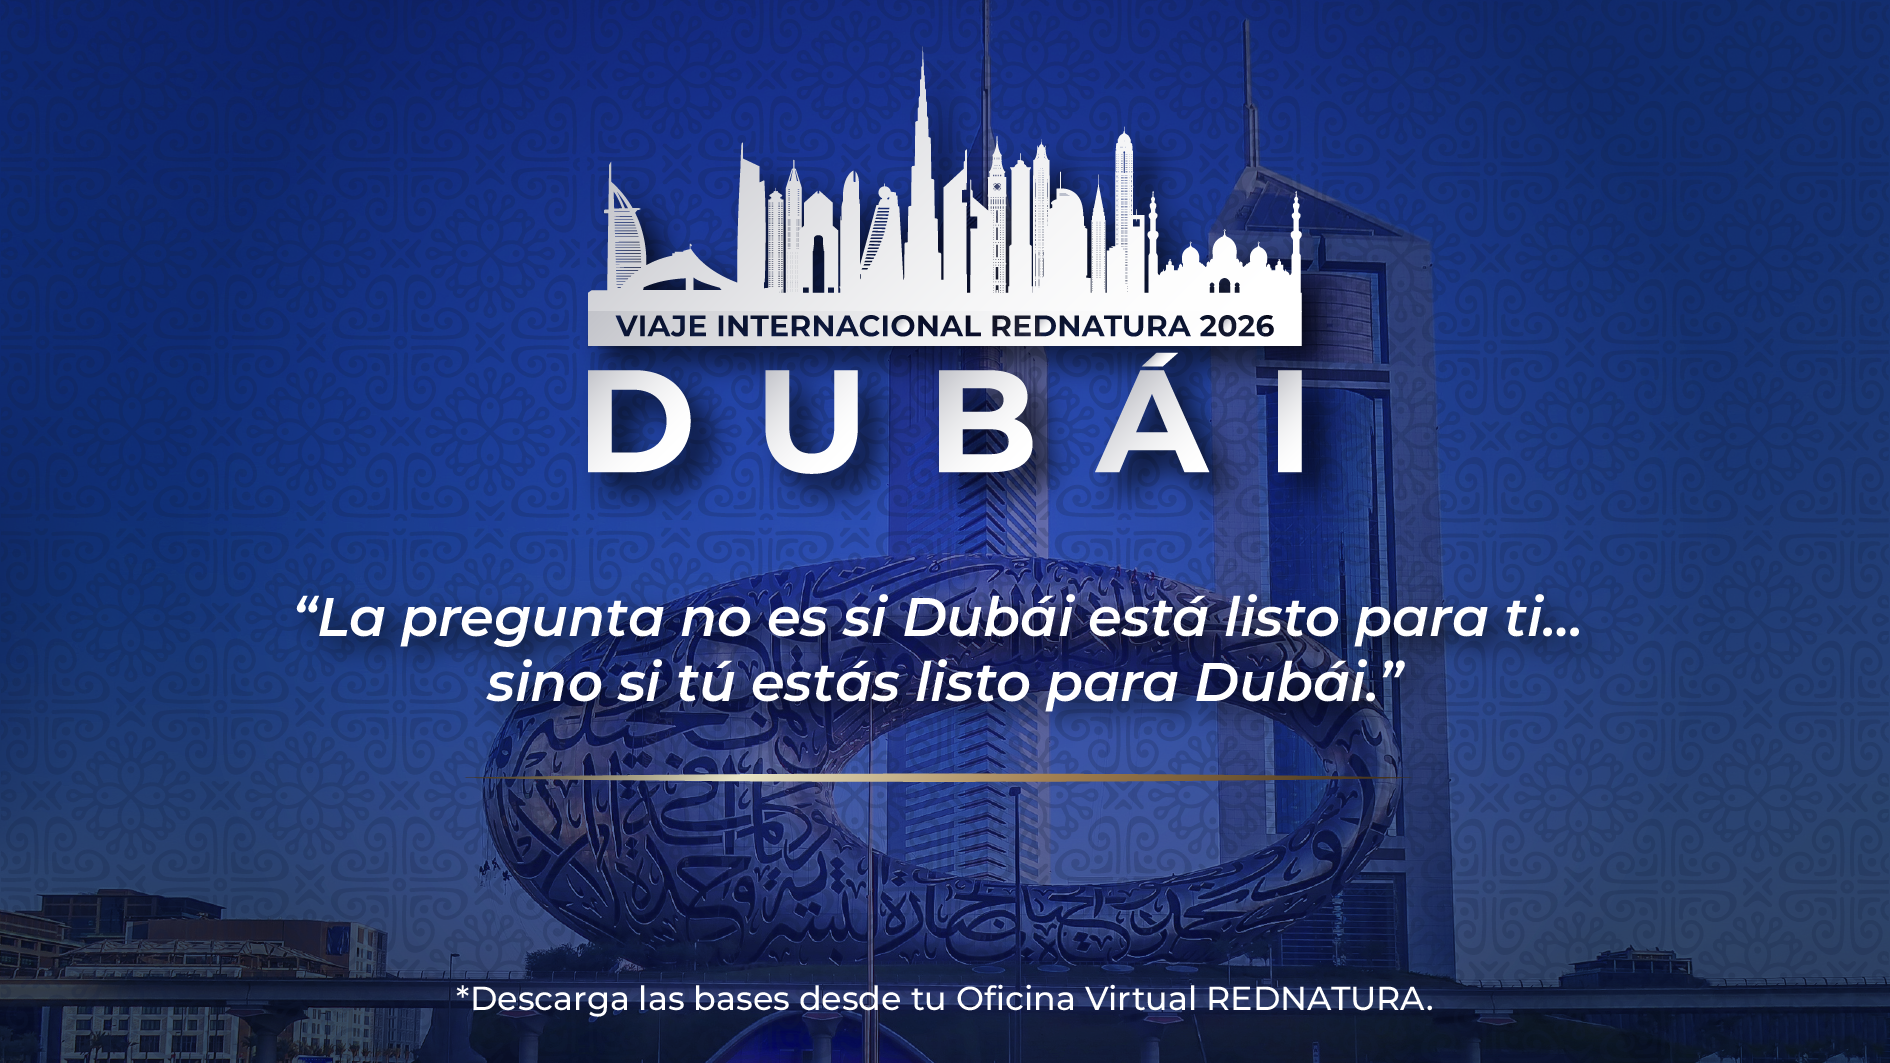 VIAJE INTERNACIONAL REDNATURA 2026
DUBÁI
“La pregunta no es si Dubái está listo para ti...
sino si tú estás listo para Dubái.”
*Descarga las bases desde tu Oficina Virtual REDNATURA.